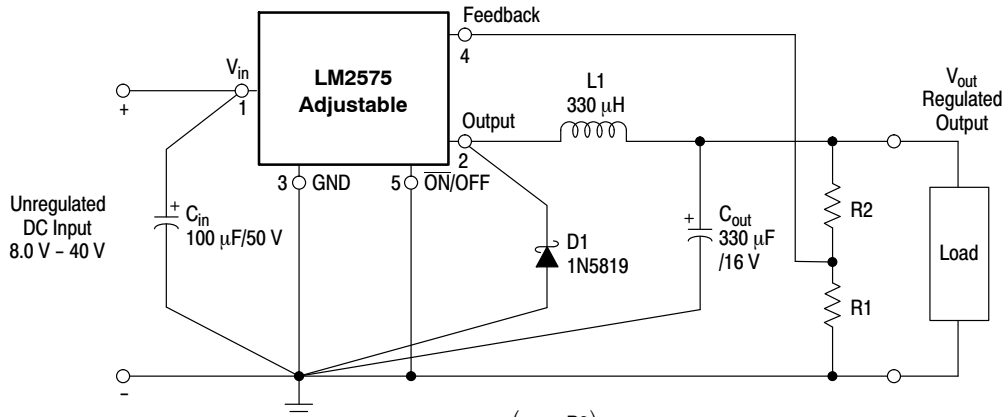 Feedback
4
V_in
1
LM2575
Adjustable
L1
330 μH
V_out
Regulated
Output
+
Output
2
3
GND
5
O̅N̅/OFF
Unregulated
DC Input
8.0 V – 40 V
+
C_in
100 μF/50 V
D1
1N5819
+
C_out
330 μF
/16 V
R2
Load
R1
-